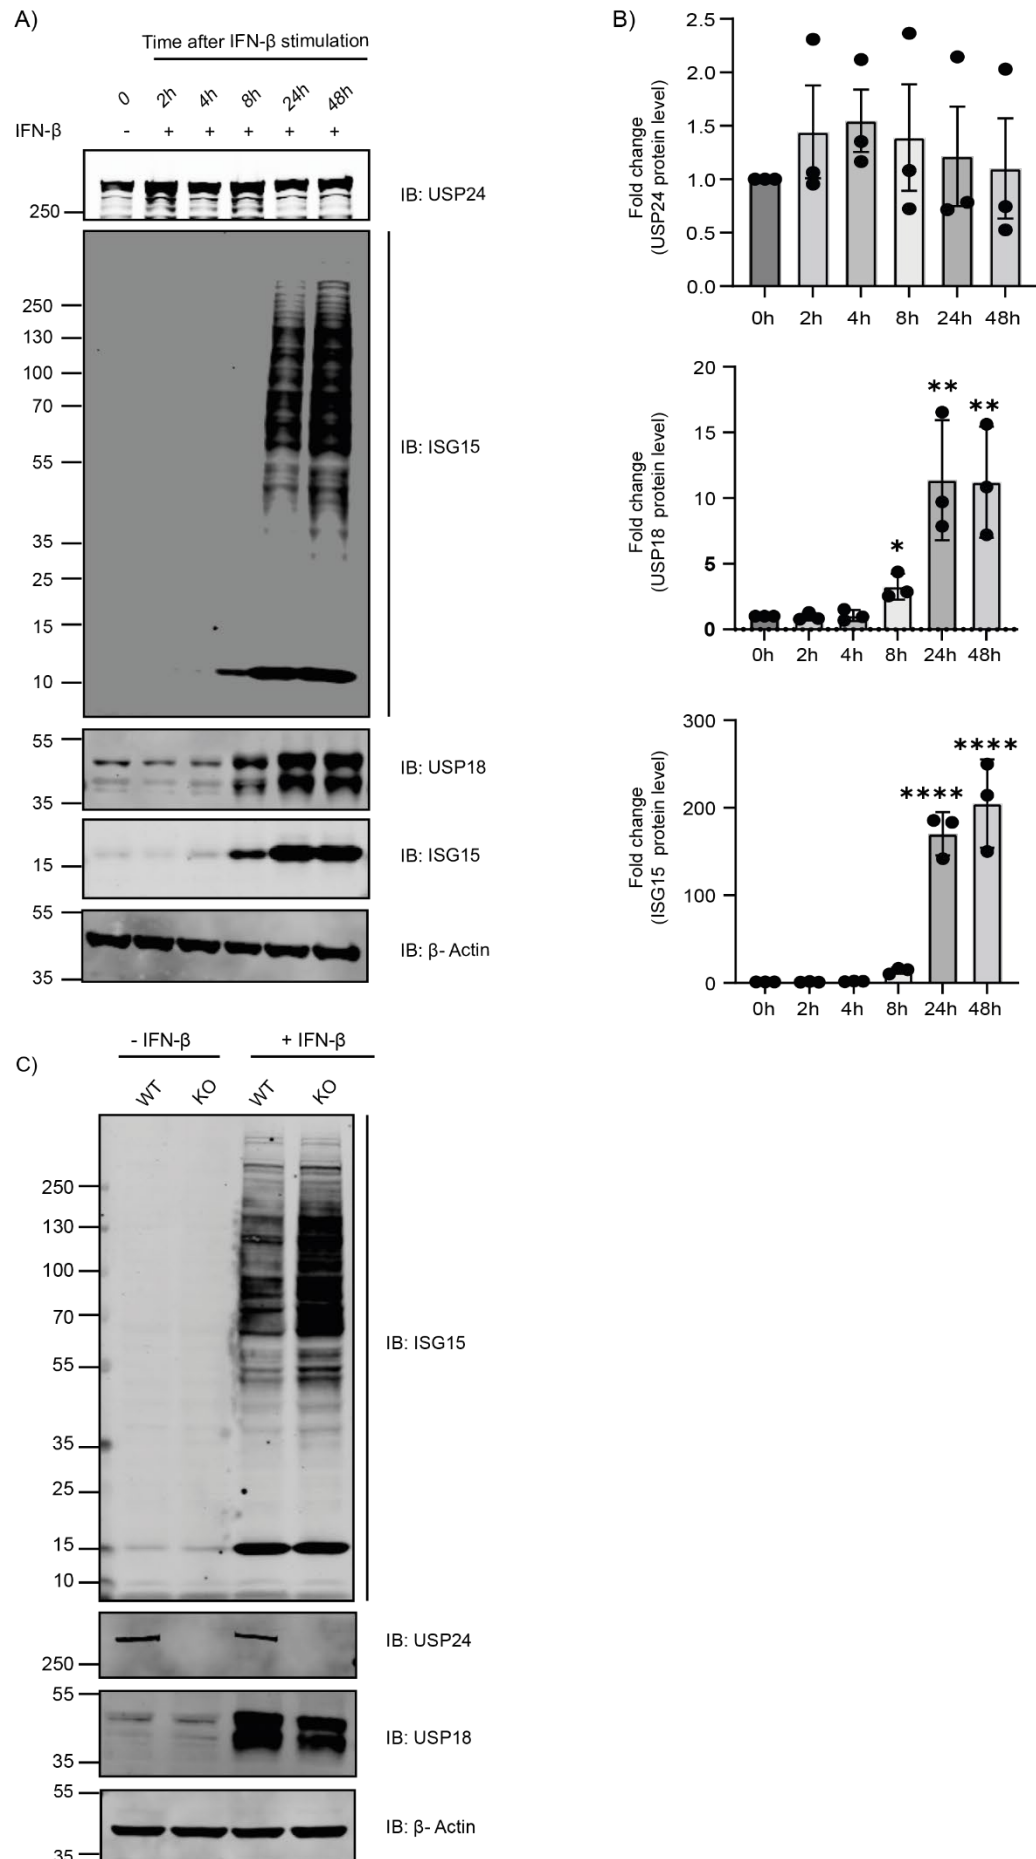 A)
Time after IFN-β stimulation
0 2h 4h 8h 24h 48h
IFN-β - + + + + +
250
IB: USP24
250
130
100
70
55
35
25
15
10
IB: ISG15
55
35
IB: USP18
15
IB: ISG15
55
35
IB: β- Actin
B)
Fold change
(USP24 protein level)
2.5
2.0
1.5
1.0
0.5
0.0
0h 2h 4h 8h 24h 48h
Fold change
(USP18 protein level)
20
15
10
5
0
* ** **
0h 2h 4h 8h 24h 48h
Fold change
(ISG15 protein level)
300
200
100
0
**** ****
0h 2h 4h 8h 24h 48h
C)
- IFN-β + IFN-β
WT KO WT KO
250
130
100
70
55
35
25
15
10
IB: ISG15
250
IB: USP24
55
35
IB: USP18
55
35
IB: β- Actin